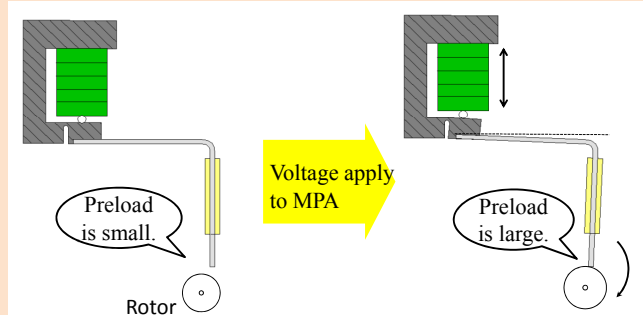 Preload
is small.
Rotor
Voltage apply
to MPA
Preload
is large.